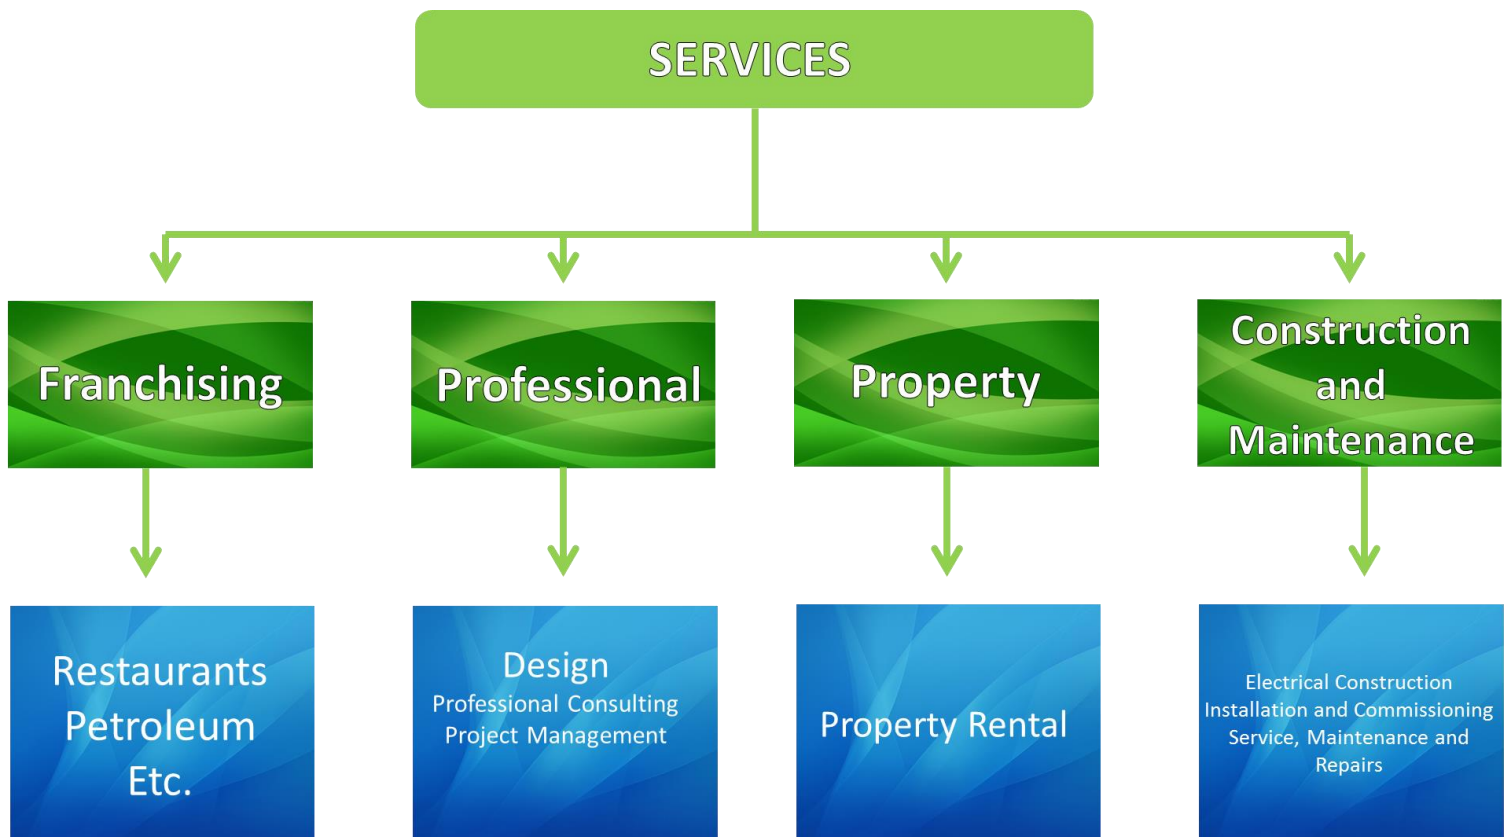 SERVICES
Franchising
Professional
Property
Construction
and
Maintenance
Restaurants
Petroleum
Etc.
Design
Professional Consulting
Project Management
Property Rental
Electrical Construction
Installation and Commissioning
Service, Maintenance and
Repairs